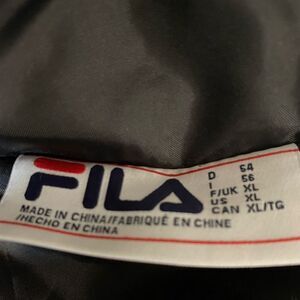 FILA
MADE IN CHINA/FABRIQUÉ EN CHINE
/HECHO EN CHINA
D 54
I 56
F/UK XL
US XL
CAN XL/TG